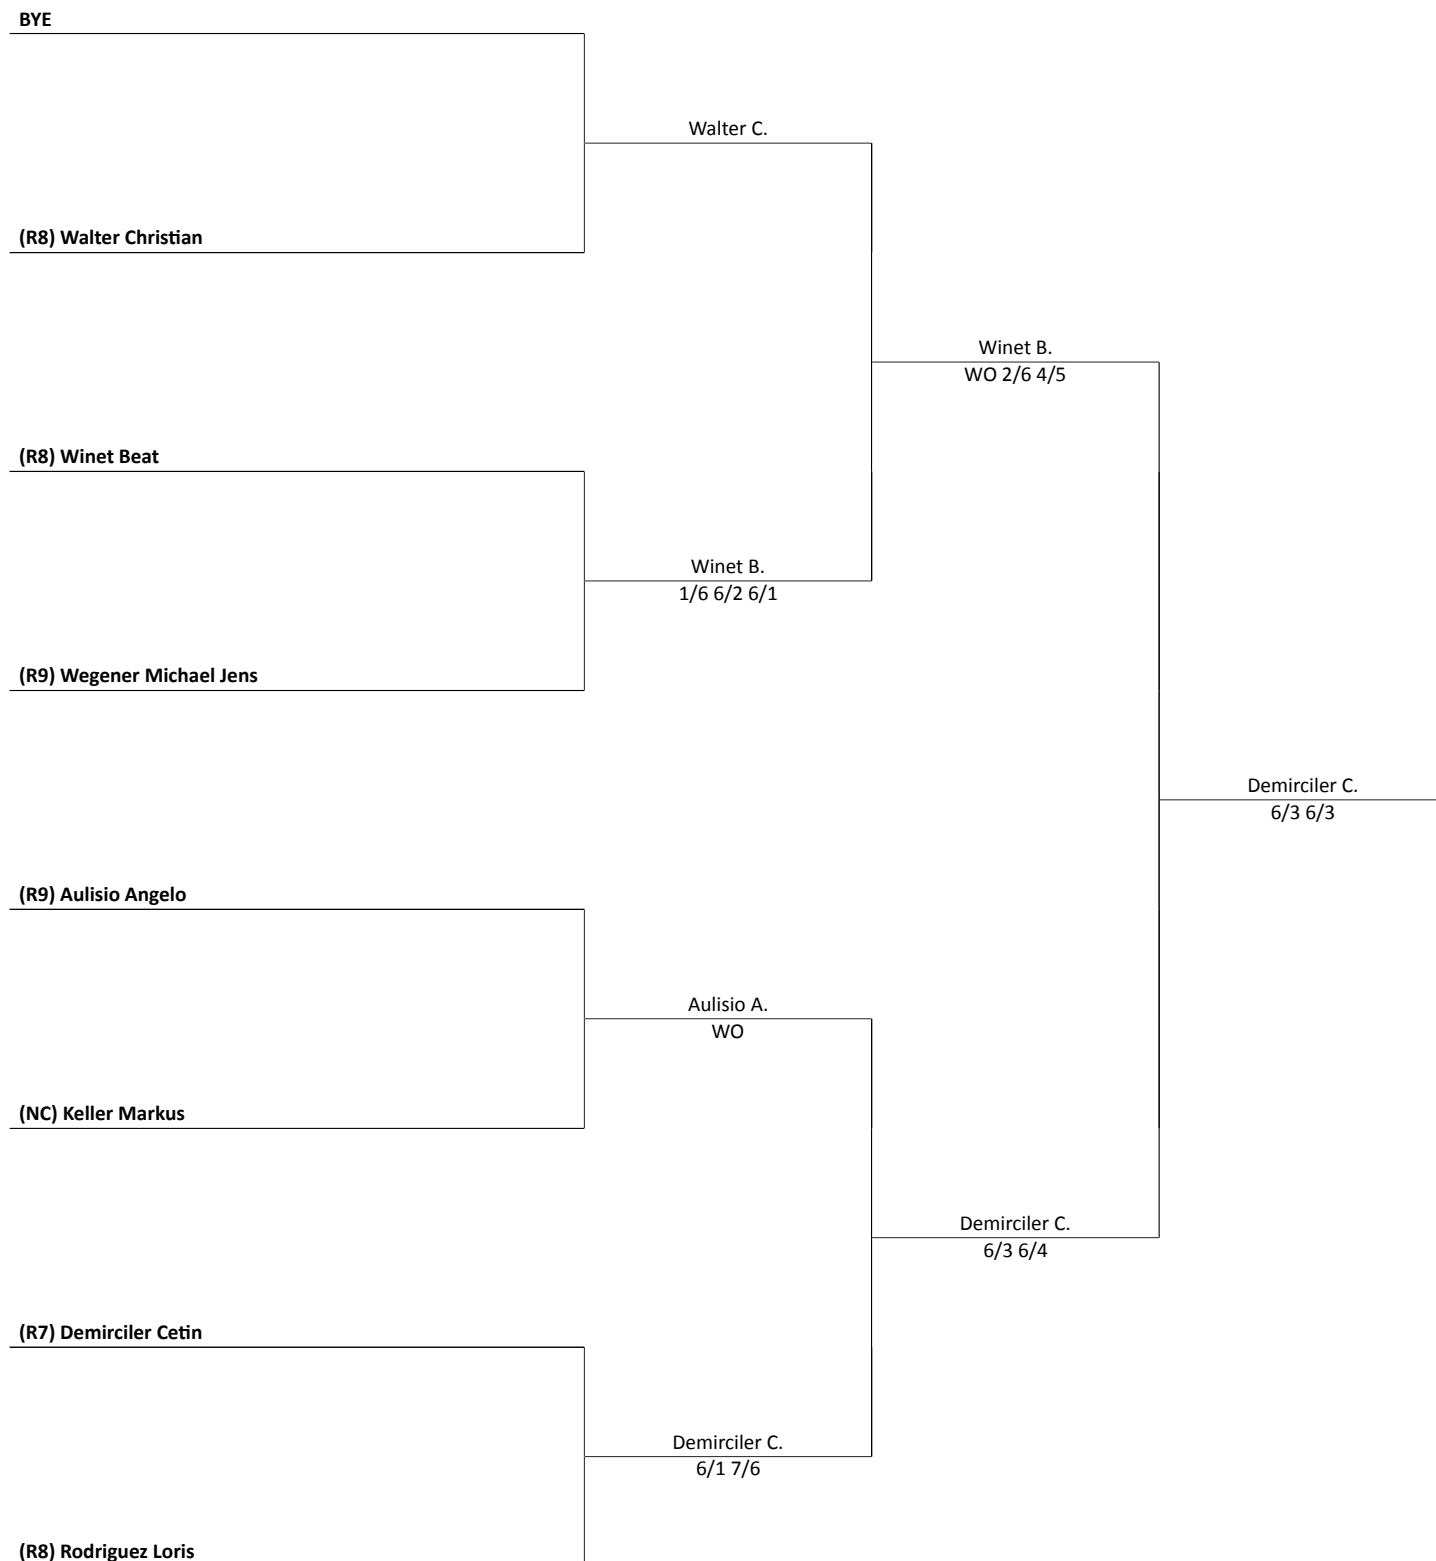 BYE
Walter C.
(R8) Walter Christian
Winet B.
WO 2/6 4/5
(R8) Winet Beat
Winet B.
1/6 6/2 6/1
(R9) Wegener Michael Jens
Demirciler C.
6/3 6/3
(R9) Aulisio Angelo
Aulisio A.
WO
(NC) Keller Markus
Demirciler C.
6/3 6/4
(R7) Demirciler Cetin
Demirciler C.
6/1 7/6
(R8) Rodriguez Loris